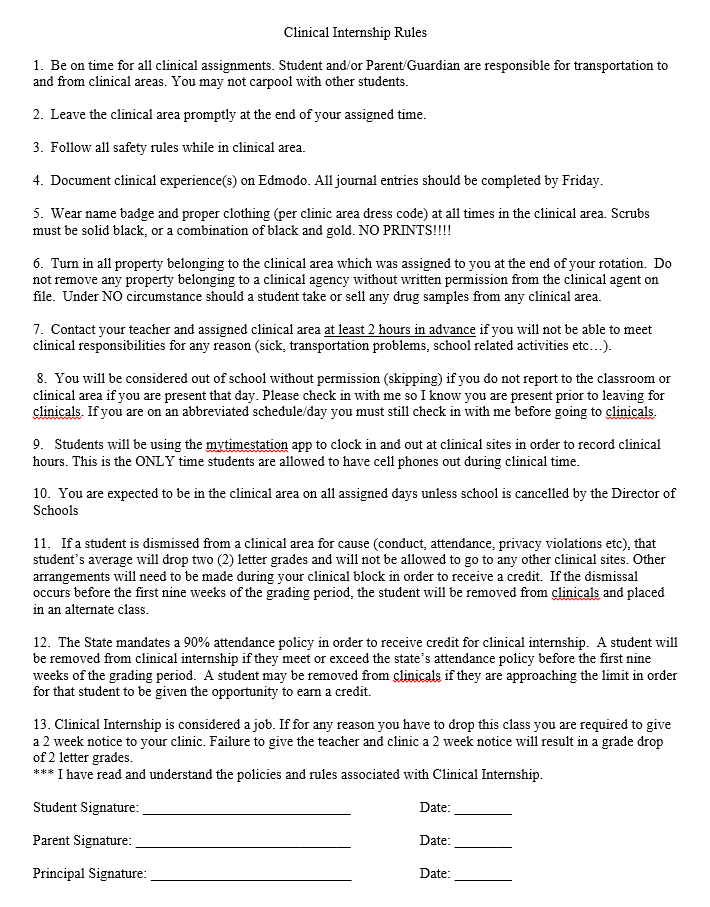 Clinical Internship Rules
1.  Be on time for all clinical assignments. Student and/or Parent/Guardian are responsible for transportation to
and from clinical areas. You may not carpool with other students.
2.  Leave the clinical area promptly at the end of your assigned time.
3.  Follow all safety rules while in clinical area.
4.  Document clinical experience(s) on Edmodo. All journal entries should be completed by Friday.
5.  Wear name badge and proper clothing (per clinic area dress code) at all times in the clinical area. Scrubs
must be solid black, or a combination of black and gold. NO PRINTS!!!!
6.  Turn in all property belonging to the clinical area which was assigned to you at the end of your rotation.  Do
not remove any property belonging to a clinical agency without written permission from the clinical agent on
file.  Under NO circumstance should a student take or sell any drug samples from any clinical area.
7.  Contact your teacher and assigned clinical area at least 2 hours in advance if you will not be able to meet
clinical responsibilities for any reason (sick, transportation problems, school related activities etc…).
8.  You will be considered out of school without permission (skipping) if you do not report to the classroom or
clinical area if you are present that day. Please check in with me so I know you are present prior to leaving for
clinicals. If you are on an abbreviated schedule/day you must still check in with me before going to clinicals.
9.   Students will be using the mytimestation app to clock in and out at clinical sites in order to record clinical
hours. This is the ONLY time students are allowed to have cell phones out during clinical time.
10.  You are expected to be in the clinical area on all assigned days unless school is cancelled by the Director of
Schools
11.   If a student is dismissed from a clinical area for cause (conduct, attendance, privacy violations etc), that
student's average will drop two (2) letter grades and will not be allowed to go to any other clinical sites. Other
arrangements will need to be made during your clinical block in order to receive a credit.  If the dismissal
occurs before the first nine weeks of the grading period, the student will be removed from clinicals and placed
in an alternate class.
12.  The State mandates a 90% attendance policy in order to receive credit for clinical internship.  A student will
be removed from clinical internship if they meet or exceed the state's attendance policy before the first nine
weeks of the grading period.  A student may be removed from clinicals if they are approaching the limit in order
for that student to be given the opportunity to earn a credit.
13. Clinical Internship is considered a job. If for any reason you have to drop this class you are required to give
a 2 week notice to your clinic. Failure to give the teacher and clinic a 2 week notice will result in a grade drop
of 2 letter grades.
*** I have read and understand the policies and rules associated with Clinical Internship.
Student Signature: ______________________________ Date: ________
Parent Signature: _______________________________ Date: ________
Principal Signature: _____________________________ Date: ________